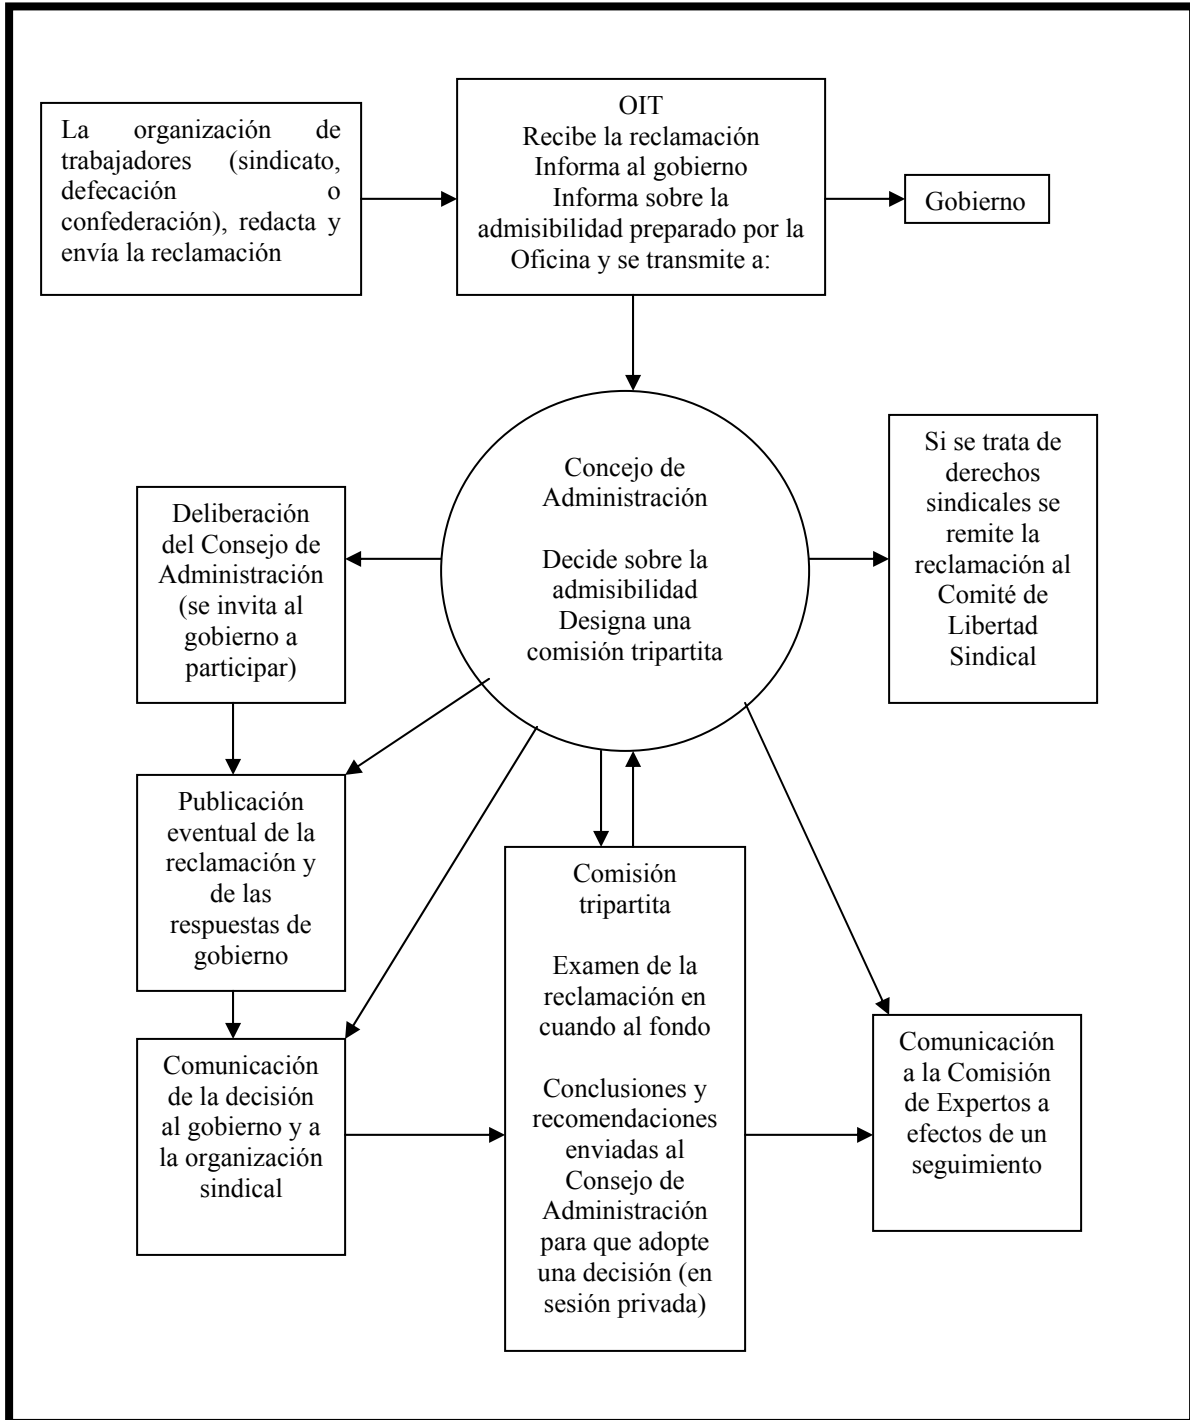 La organización de
trabajadores (sindicato,
defecación o
confederación), redacta y
envía la reclamación
OIT
Recibe la reclamación
Informa al gobierno
Informa sobre la
admisibilidad preparado por la
Oficina y se transmite a:
Gobierno
Concejo de
Administración
Decide sobre la
admisibilidad
Designa una
comisión tripartita
Si se trata de
derechos
sindicales se
remite la
reclamación al
Comité de
Libertad
Sindical
Deliberación
del Consejo de
Administración
(se invita al
gobierno a
participar)
Publicación
eventual de la
reclamación y
de las
respuestas de
gobierno
Comunicación
de la decisión
al gobierno y a
la organización
sindical
Comisión
tripartita
Examen de la
reclamación en
cuando al fondo
Conclusiones y
recomendaciones
enviadas al
Consejo de
Administración
para que adopte
una decisión (en
sesión privada)
Comunicación
a la Comisión
de Expertos a
efectos de un
seguimiento